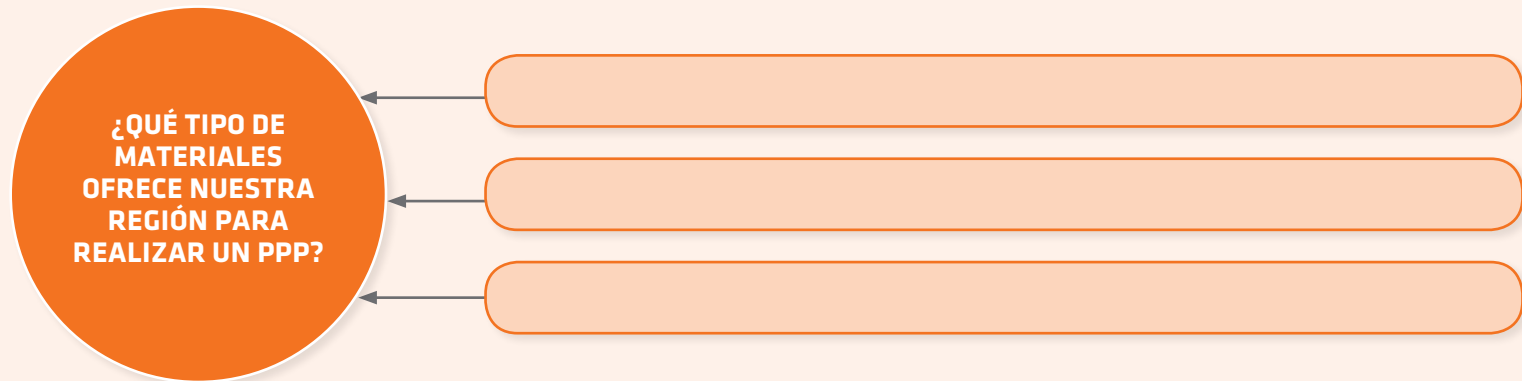 ¿QUÉ TIPO DE
MATERIALES
OFRECE NUESTRA
REGIÓN PARA
REALIZAR UN PPP?